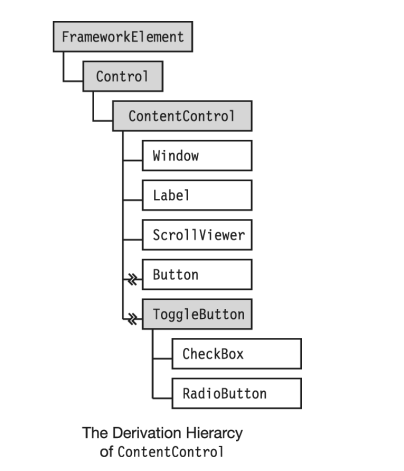 FrameworkElement
Control
ContentControl
Window
Label
ScrollViewer
Button
ToggleButton
CheckBox
RadioButton
The Derivation Hierarcy
of ContentControl